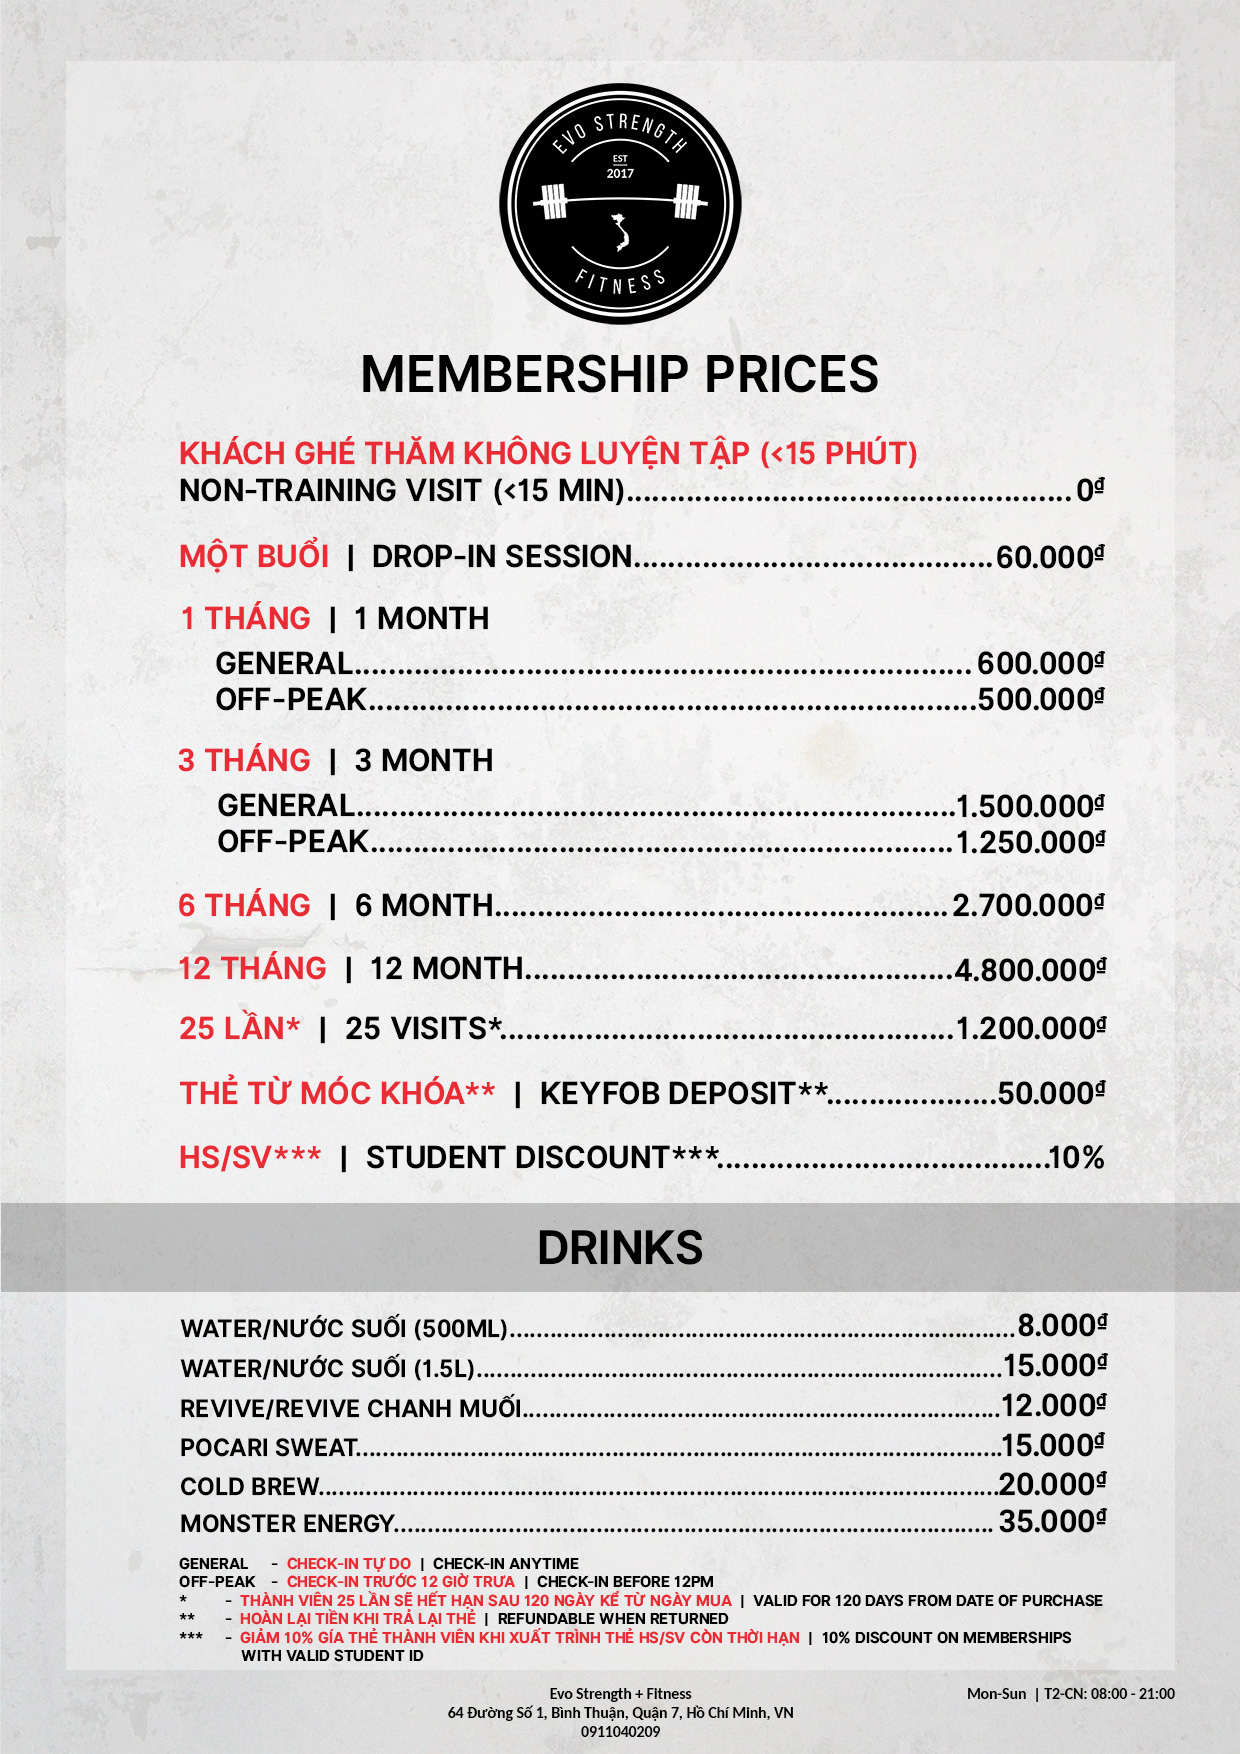 EVO STRENGTH
EST
2017
FITNESS
MEMBERSHIP PRICES
KHÁCH GHÉ THĂM KHÔNG LUYỆN TẬP (<15 PHÚT)
NON-TRAINING VISIT (<15 MIN)..................................................0₫
MỘT BUỔI | DROP-IN SESSION..........................................60.000₫
1 THÁNG | 1 MONTH
GENERAL........................................................................600.000₫
OFF-PEAK.......................................................................500.000₫
3 THÁNG | 3 MONTH
GENERAL......................................................................1.500.000₫
OFF-PEAK....................................................................1.250.000₫
6 THÁNG | 6 MONTH.....................................................2.700.000₫
12 THÁNG | 12 MONTH..................................................4.800.000₫
25 LẦN* | 25 VISITS*.....................................................1.200.000₫
THẺ TỪ MÓC KHÓA** | KEYFOB DEPOSIT**....................50.000₫
HS/SV*** | STUDENT DISCOUNT***.......................................10%
DRINKS
WATER/NƯỚC SUỐI (500ML)...........................................................................8.000₫
WATER/NƯỚC SUỐI (1.5L)..............................................................................15.000₫
REVIVE/REVIVE CHANH MUỐI.......................................................................12.000₫
POCARI SWEAT................................................................................................15.000₫
COLD BREW.....................................................................................................20.000₫
MONSTER ENERGY.........................................................................................35.000₫
GENERAL - CHECK-IN TỰ DO | CHECK-IN ANYTIME
OFF-PEAK - CHECK-IN TRƯỚC 12 GIỜ TRƯA | CHECK-IN BEFORE 12PM
* - THÀNH VIÊN 25 LẦN SẼ HẾT HẠN SAU 120 NGÀY KỂ TỪ NGÀY MUA | VALID FOR 120 DAYS FROM DATE OF PURCHASE
** - HOÀN LẠI TIỀN KHI TRẢ LẠI THẺ | REFUNDABLE WHEN RETURNED
*** - GIẢM 10% GÍA THẺ THÀNH VIÊN KHI XUẤT TRÌNH THẺ HS/SV CÒN THỜI HẠN | 10% DISCOUNT ON MEMBERSHIPS
WITH VALID STUDENT ID
Evo Strength + Fitness
64 Đường Số 1, Bình Thuận, Quận 7, Hồ Chí Minh, VN
0911040209
Mon-Sun | T2-CN: 08:00 - 21:00